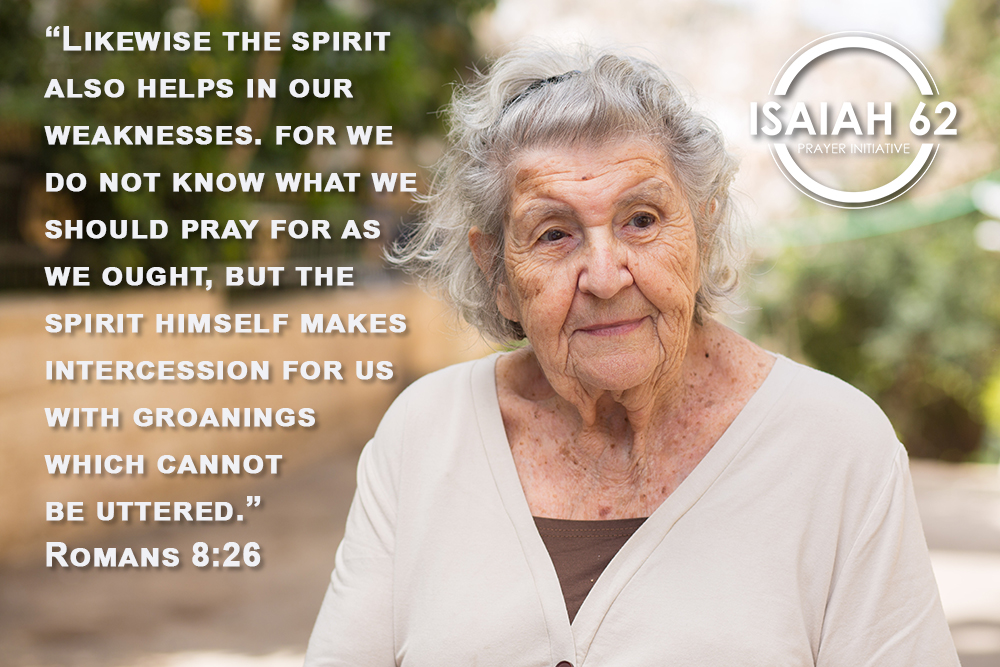 “Likewise the spirit
also helps in our
weaknesses. for we
do not know what we
should pray for as
we ought, but the
spirit himself makes
intercession for us
with groanings
which cannot
be uttered.”
Romans 8:26
ISAIAH 62
PRAYER INITIATIVE